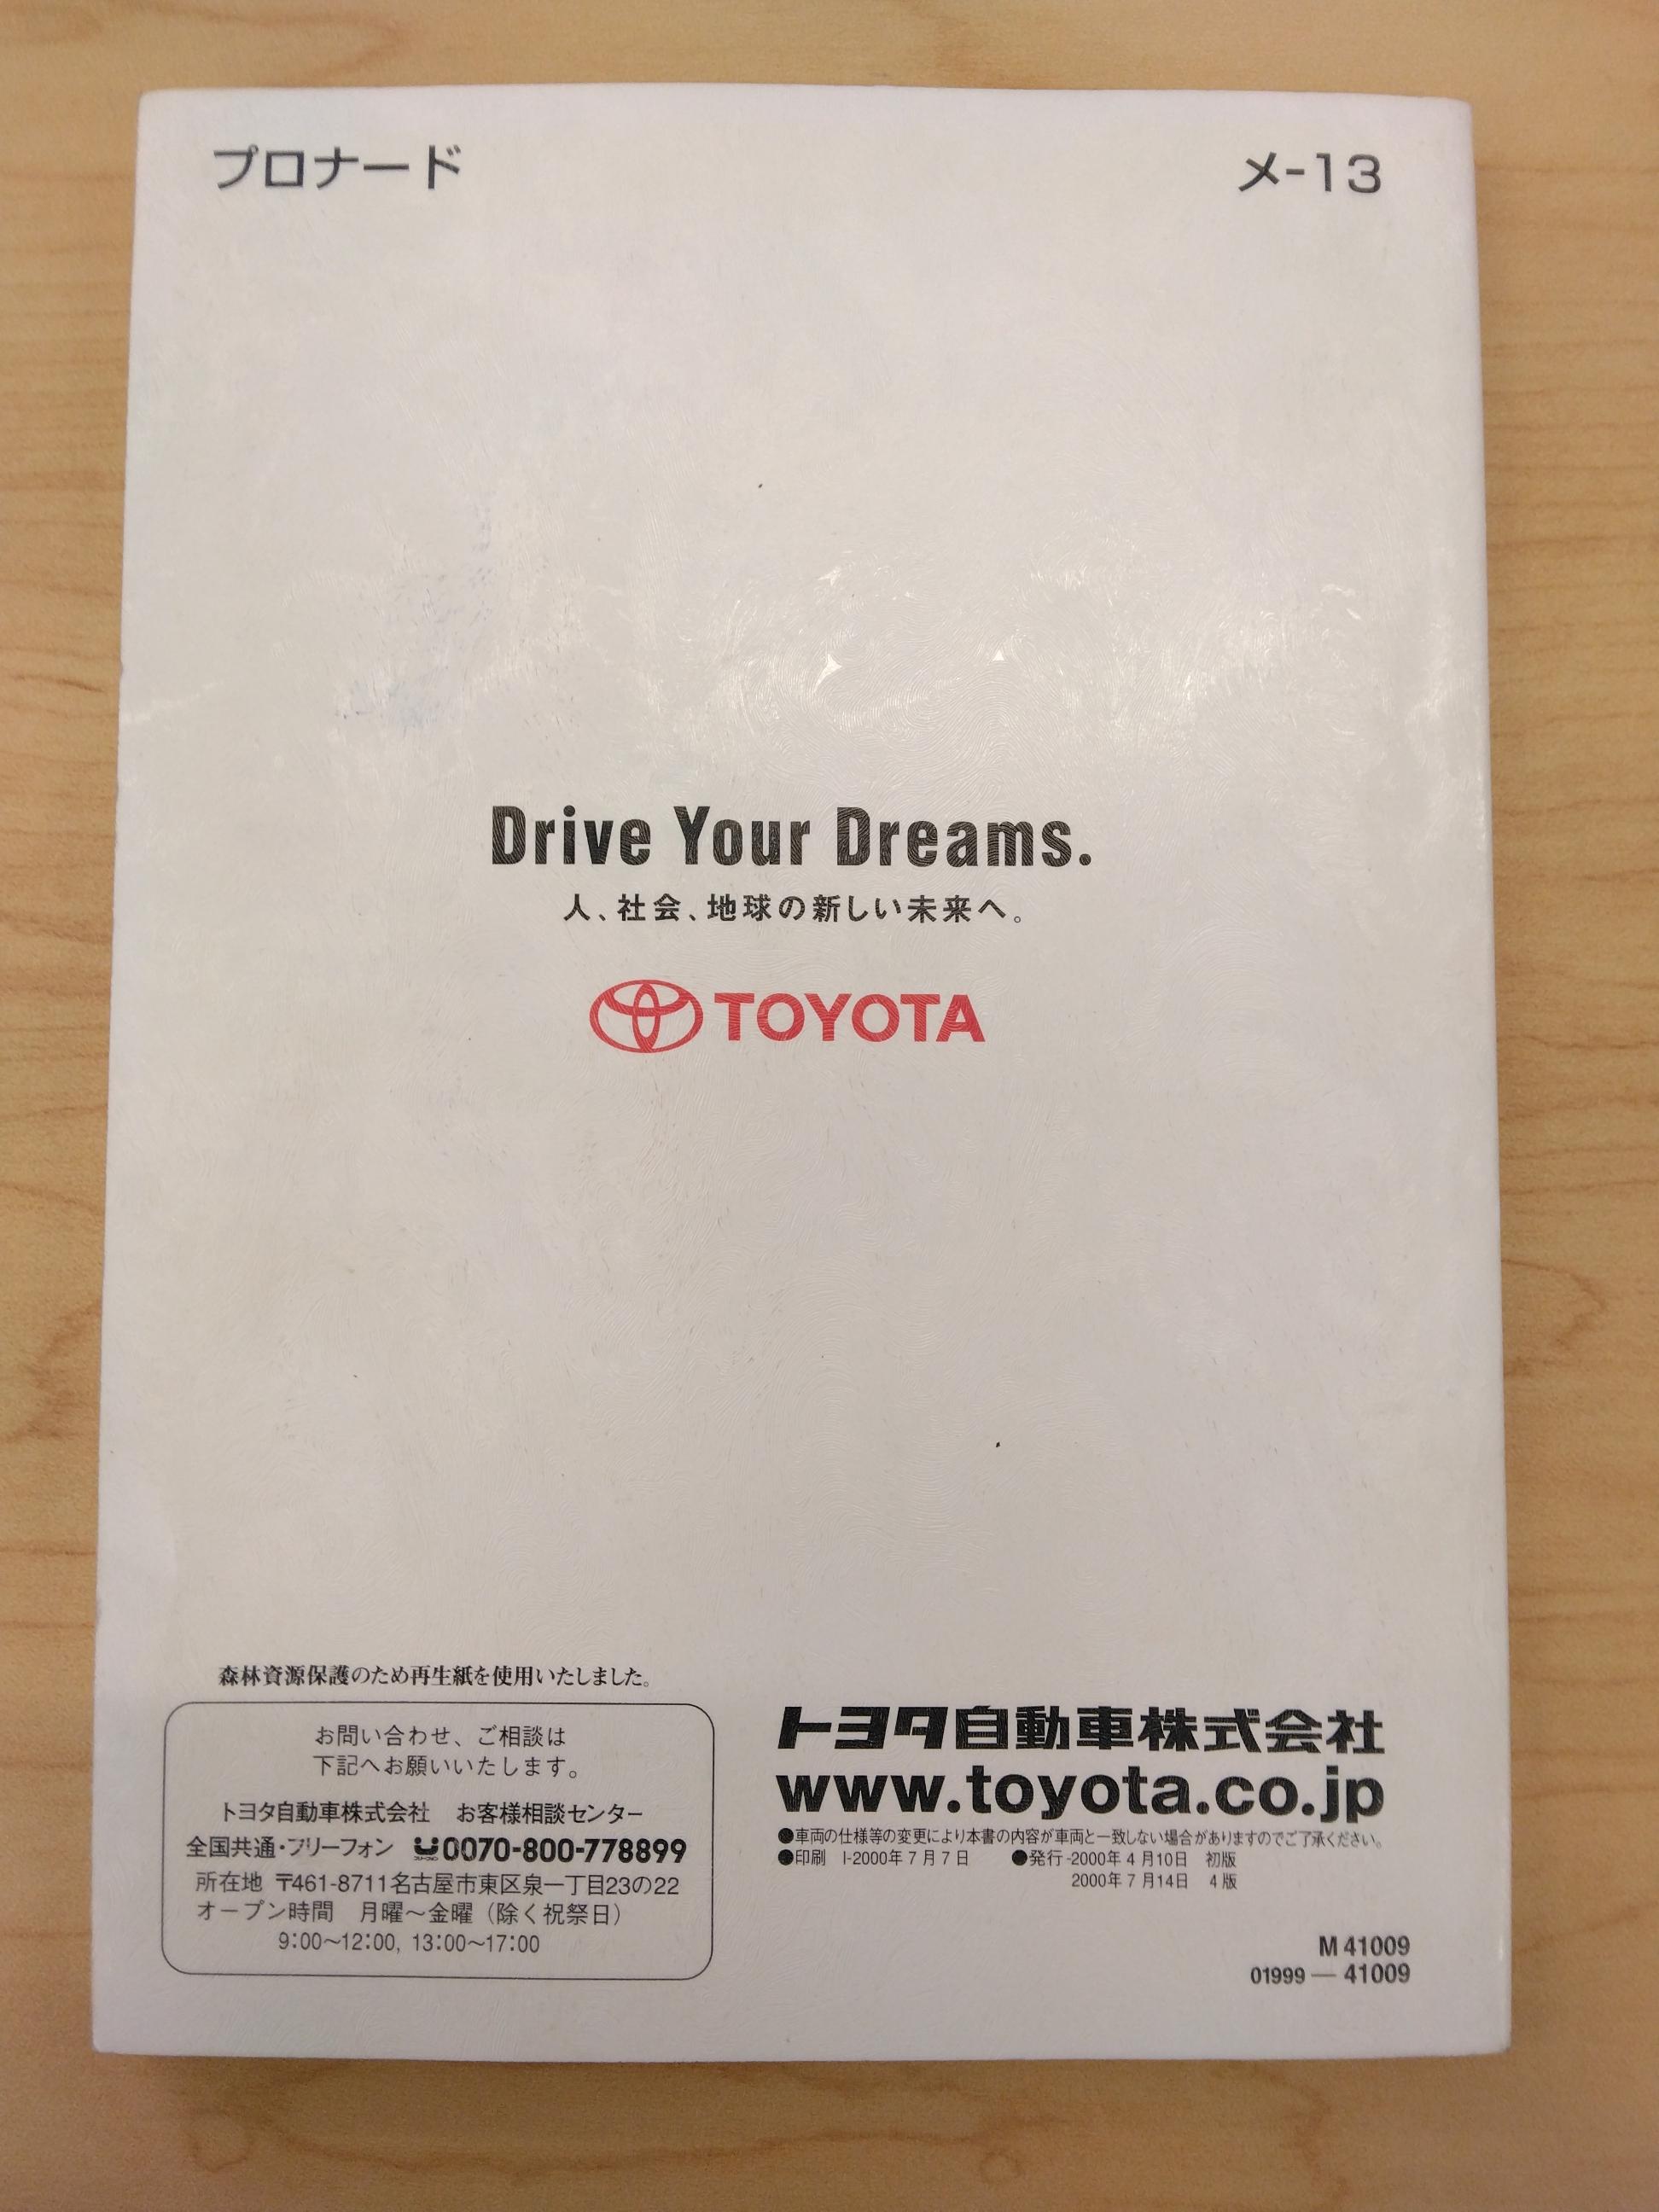 プロナード
メ-13
Drive Your Dreams.
人、社会、地球の新しい未来へ。
TOYOTA
森林資源保護のため再生紙を使用いたしました。
お問い合わせ、ご相談は
下記へお願いいたします。
トヨタ自動車株式会社　お客様相談センター
全国共通・フリーフォン 0070-800-778899
所在地 〒461-8711名古屋市東区泉一丁目23の22
オープン時間　月曜〜金曜（除く祝祭日）
9:00〜12:00, 13:00〜17:00
トヨタ自動車株式会社
www.toyota.co.jp
●車両の仕様等の変更により本書の内容が車両と一致しない場合がありますのでご了承ください。
●印刷　I-2000年7月7日　●発行-2000年4月10日　初版
2000年7月14日　4版
M 41009
01999 — 41009